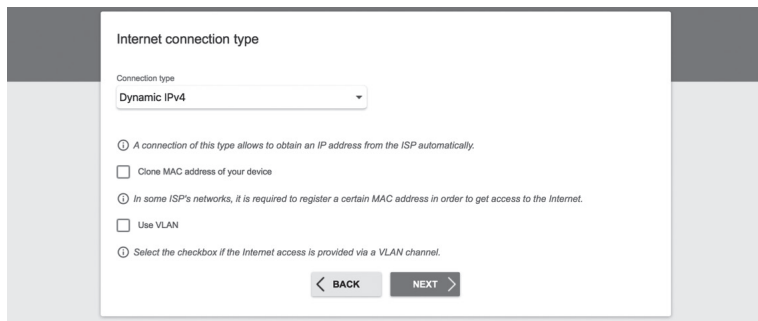 Internet connection type
Connection type
Dynamic IPv4
A connection of this type allows to obtain an IP address from the ISP automatically.
Clone MAC address of your device
In some ISP's networks, it is required to register a certain MAC address in order to get access to the Internet.
Use VLAN
Select the checkbox if the Internet access is provided via a VLAN channel.
BACK NEXT